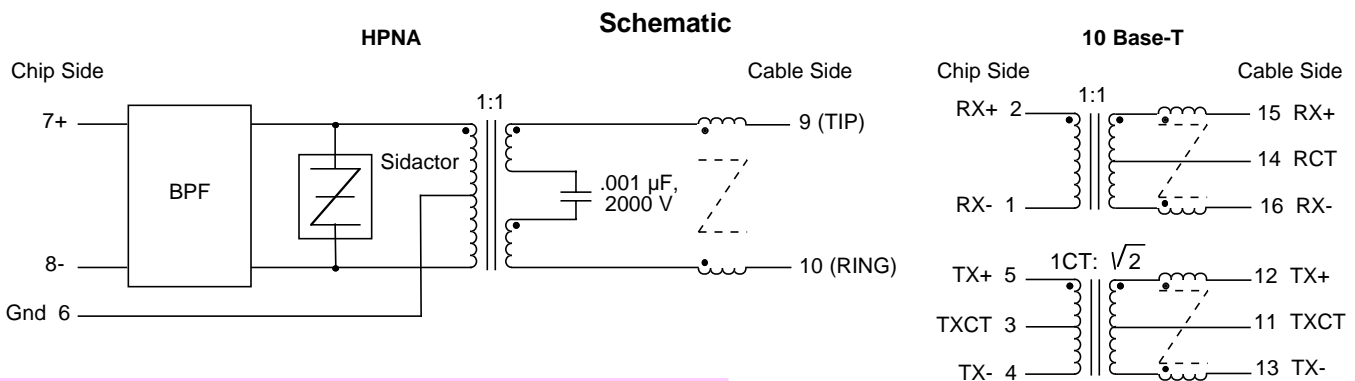 Schematic
HPNA
Chip Side
Cable Side
7+
BPF
8-
Gnd 6
Sidactor
1:1
.001 µF,
2000 V
9 (TIP)
10 (RING)
10 Base-T
Chip Side
Cable Side
RX+ 2
1:1
15 RX+
14 RCT
RX- 1
16 RX-
1CT: √2
TX+ 5
12 TX+
TXCT 3
11 TXCT
TX- 4
13 TX-